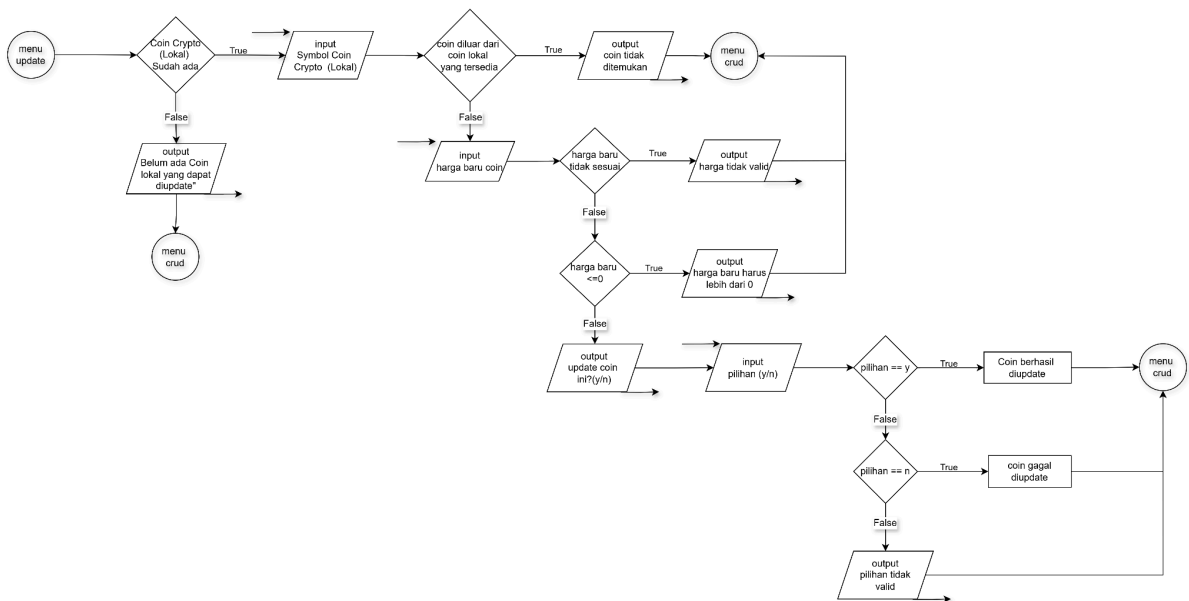 menu
update
Coin Crypto
(Lokal)
Sudah ada
True
input
Symbol Coin
Crypto (Lokal)
coin diluar dari
coin lokal
yang tersedia
True
output
coin tidak
ditemukan
menu
crud
False
output
Belum ada Coin
lokal yang dapat
diupdate"
menu
crud
False
input
harga baru coin
harga baru
tidak sesuai
True
output
harga tidak valid
False
harga baru
<=0
True
output
harga baru harus
lebih dari 0
False
output
update coin
ini?(y/n)
input
pilihan (y/n)
pilihan == y
True
Coin berhasil
diupdate
menu
crud
False
pilihan == n
True
coin gagal
diupdate
False
output
pilihan tidak
valid